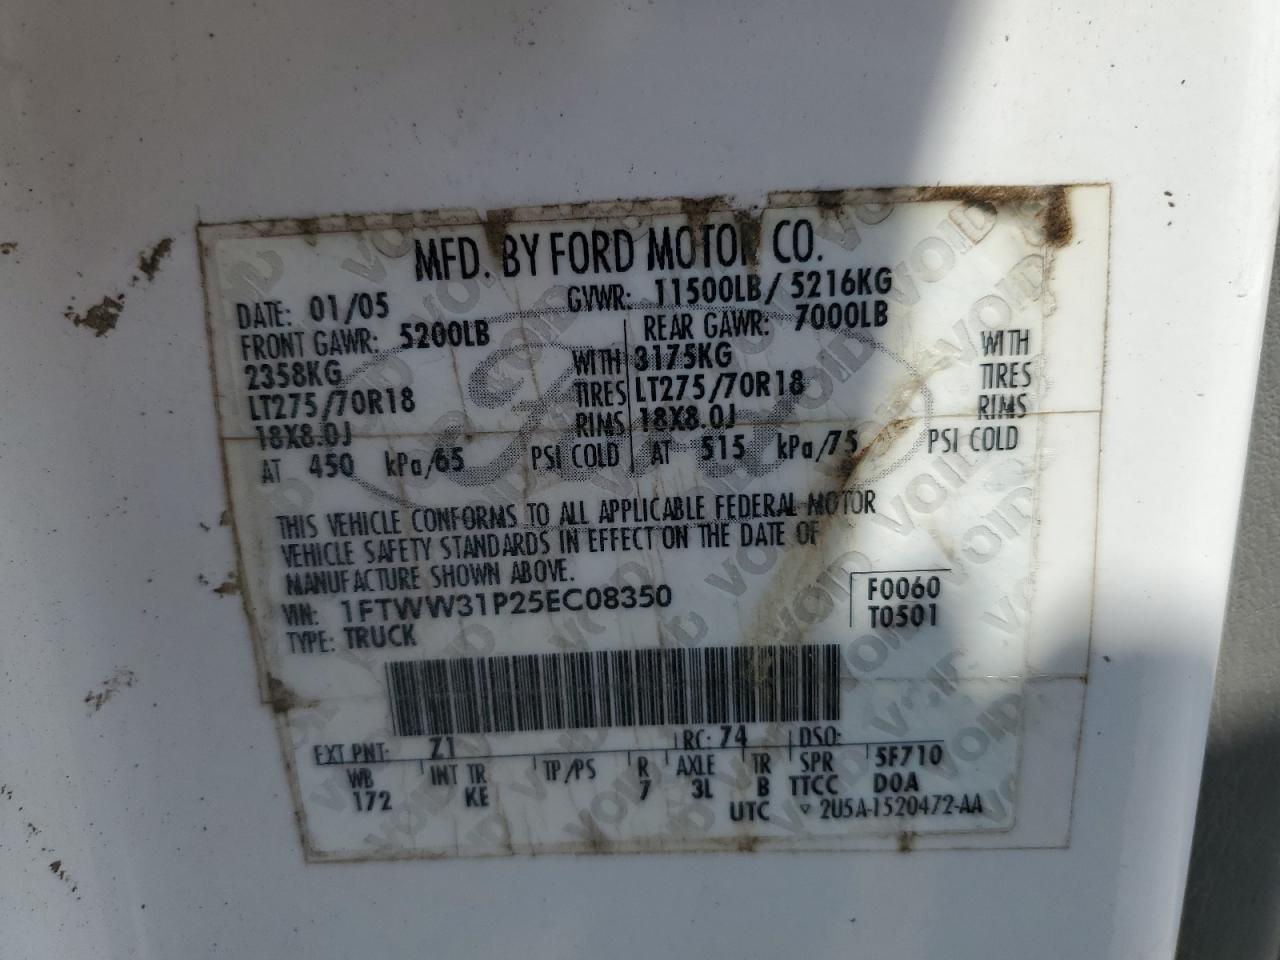 MFD. BY FORD MOTOR CO.
DATE: 01/05 GVWR: 11500LB/ 5216KG
FRONT GAWR: 5200LB REAR GAWR: 7000LB
2358KG WITH 3175KG WITH
LT275/70R18 TIRES LT275/70R18 TIRES
18X8.0J RIMS 18X8.0J RIMS
AT 450 kPa/65 PSI COLD AT 515 kPa/75 PSI COLD
THIS VEHICLE CONFORMS TO ALL APPLICABLE FEDERAL MOTOR
VEHICLE SAFETY STANDARDS IN EFFECT ON THE DATE OF
MANUFACTURE SHOWN ABOVE.
VIN: 1FTWW31P25EC08350 F0060
TYPE: TRUCK T0501
EXT PNT: Z1 RC: 74 DSO:
WB INT TR TP/PS R AXLE TR SPR 5F710
172 KE 7 3L B TTCC D0A
UTC ▽ 2U5A-1520472-AA